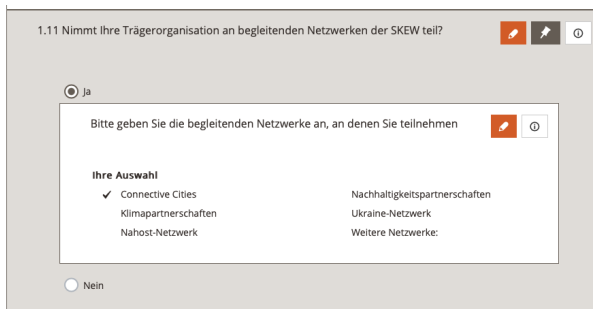 1.11 Nimmt Ihre Trägerorganisation an begleitenden Netzwerken der SKEW teil?
Ja
Bitte geben Sie die begleitenden Netzwerke an, an denen Sie teilnehmen
Ihre Auswahl
Connective Cities
Nachhaltigkeitspartnerschaften
Klimapartnerschaften
Ukraine-Netzwerk
Nahost-Netzwerk
Weitere Netzwerke:
Nein